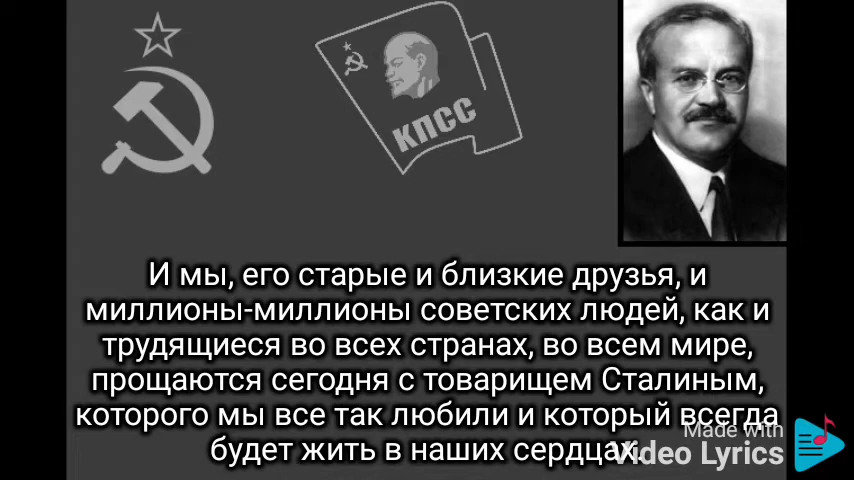 КПСС
И мы, его старые и близкие друзья, и
миллионы-миллионы советских людей, как и
трудящиеся во всех странах, во всем мире,
прощаются сегодня с товарищем Сталиным,
которого мы все так любили и который всегда
будет жить в наших сердцах.
Made with
Video Lyrics